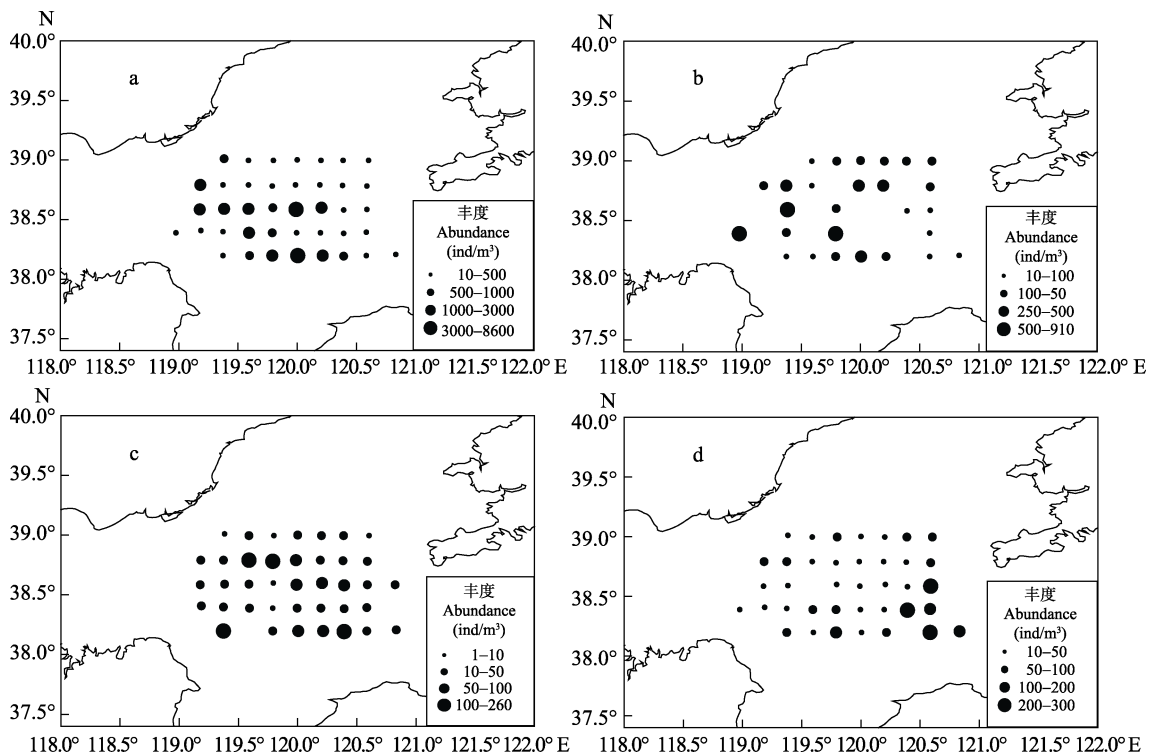 N
40.0°
39.5°
39.0°
38.5°
38.0°
37.5°
118.0° 118.5° 119.0° 119.5° 120.0° 120.5° 121.0° 121.5° 122.0° E
a
丰度
Abundance
(ind/m³)
10–500
500–1000
1000–3000
3000–8600
N
40.0°
39.5°
39.0°
38.5°
38.0°
37.5°
118.0° 118.5° 119.0° 119.5° 120.0° 120.5° 121.0° 121.5° 122.0° E
b
丰度
Abundance
(ind/m³)
10–100
100–50
250–500
500–910
N
40.0°
39.5°
39.0°
38.5°
38.0°
37.5°
118.0° 118.5° 119.0° 119.5° 120.0° 120.5° 121.0° 121.5° 122.0° E
c
丰度
Abundance
(ind/m³)
1–10
10–50
50–100
100–260
N
40.0°
39.5°
39.0°
38.5°
38.0°
37.5°
118.0° 118.5° 119.0° 119.5° 120.0° 120.5° 121.0° 121.5° 122.0° E
d
丰度
Abundance
(ind/m³)
10–50
50–100
100–200
200–300